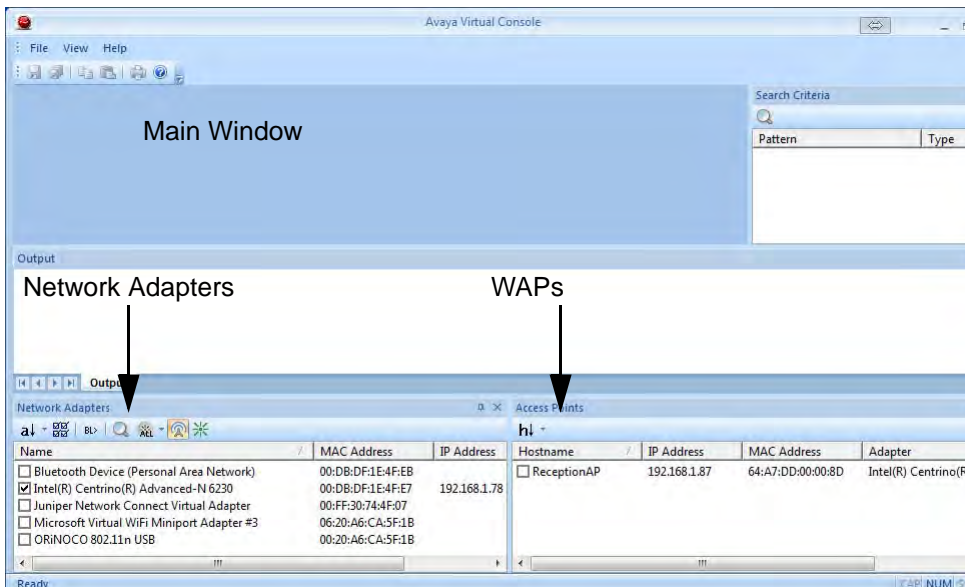 Avaya Virtual Console
File View Help
Search Criteria
Main Window
Pattern Type
Output
Network Adapters
WAPs
Output
Network Adapters
Access Points
BL> ALL
Name MAC Address IP Address
Hostname IP Address MAC Address Adapter
Bluetooth Device (Personal Area Network) 00:DB:DF:1E:4F:EB
Intel(R) Centrino(R) Advanced-N 6230 00:DB:DF:1E:4F:E7 192.168.1.78
Juniper Network Connect Virtual Adapter 00:FF:30:74:4F:07
Microsoft Virtual WiFi Miniport Adapter #3 06:20:A6:CA:5F:1B
ORiNOCO 802.11n USB 00:20:A6:CA:5F:1B
ReceptionAP 192.168.1.87 64:A7:DD:00:00:8D Intel(R) Centrino(R
Ready
CAP NUM